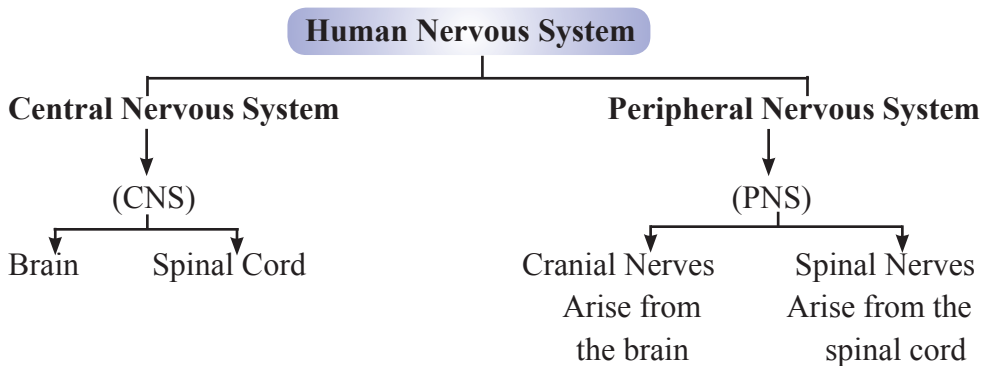 Human Nervous System
Central Nervous System
Peripheral Nervous System
(CNS)
(PNS)
Brain
Spinal Cord
Cranial Nerves
Arise from
the brain
Spinal Nerves
Arise from the
spinal cord